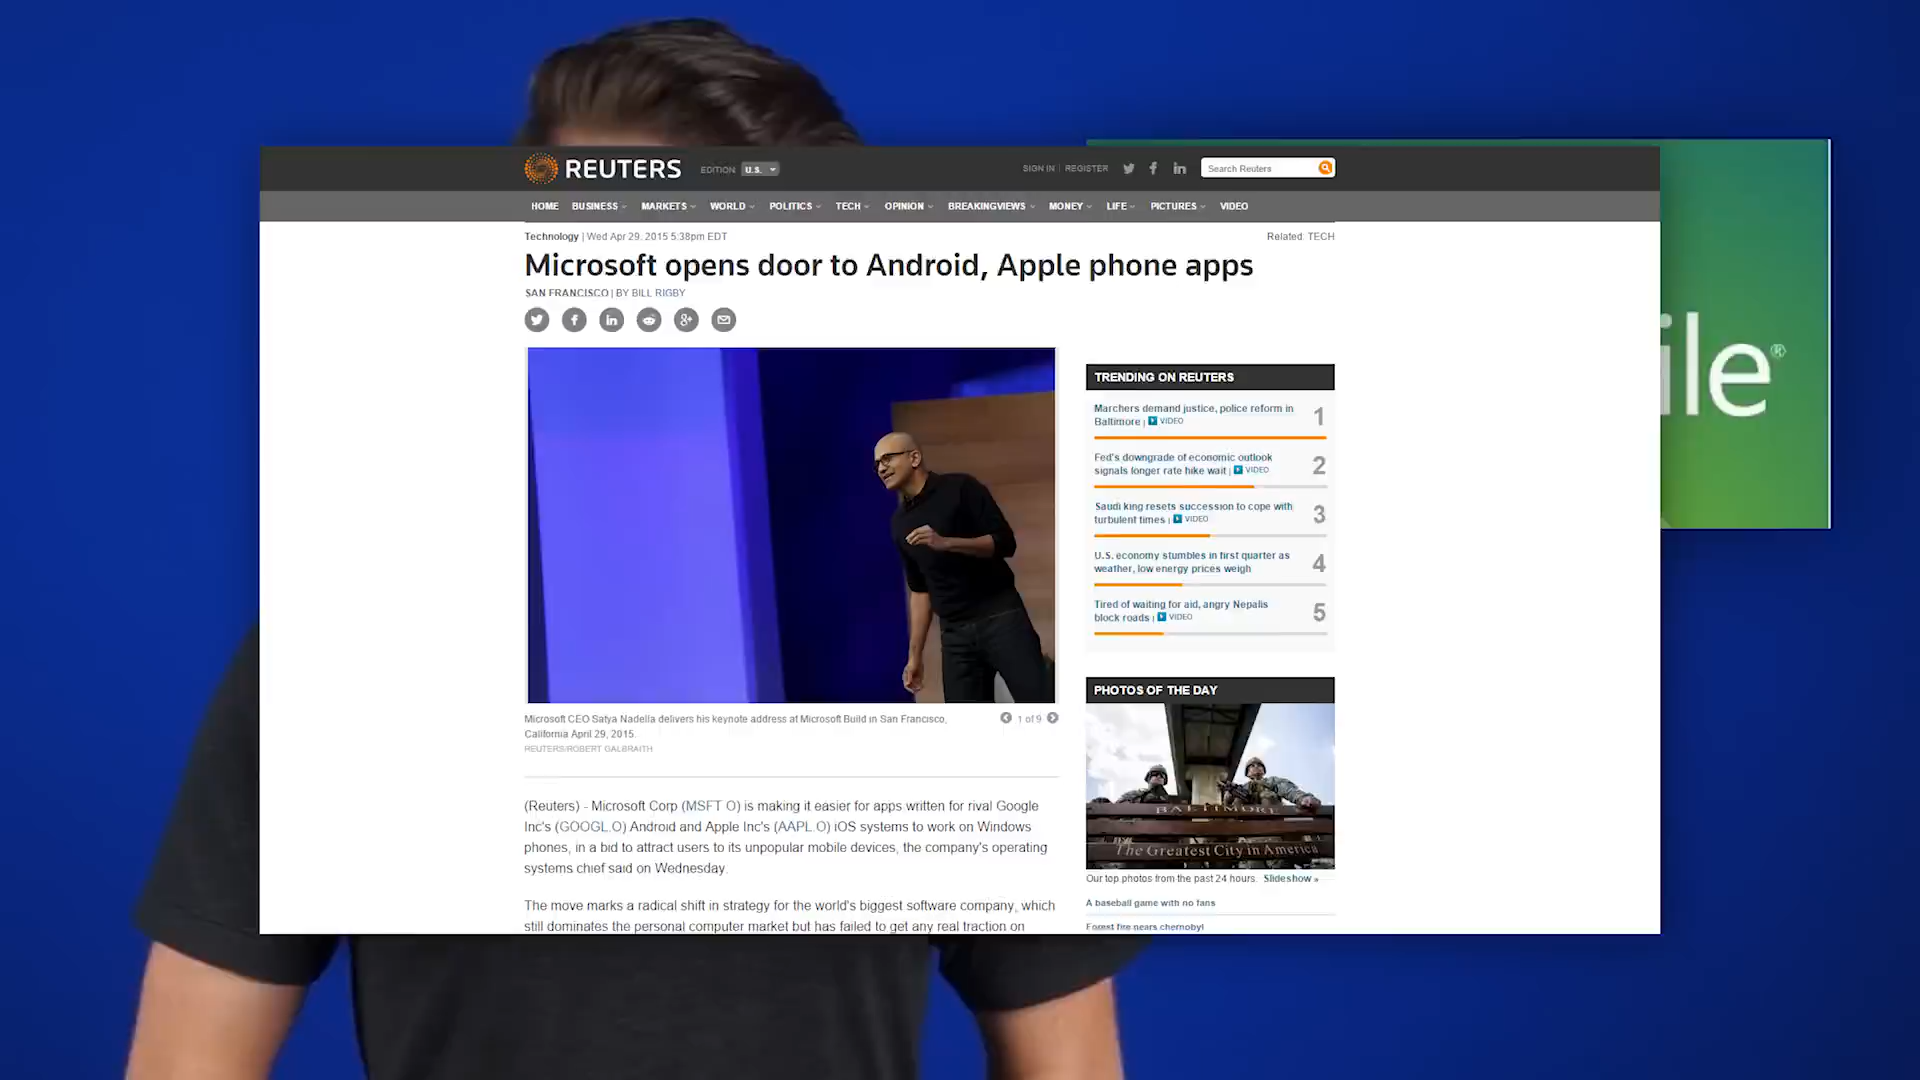 REUTERS
EDITION: U.S.
SIGN IN | REGISTER
Search Reuters
HOME BUSINESS MARKETS WORLD POLITICS TECH OPINION BREAKINGVIEWS MONEY LIFE PICTURES VIDEO
Technology | Wed Apr 29, 2015 5:38pm EDT
Related: TECH
Microsoft opens door to Android, Apple phone apps
SAN FRANCISCO | BY BILL RIGBY
Microsoft CEO Satya Nadella delivers his keynote address at Microsoft Build in San Francisco,
California April 29, 2015.
REUTERS/ROBERT GALBRAITH
1 of 9
(Reuters) - Microsoft Corp (MSFT.O) is making it easier for apps written for rival Google
Inc's (GOOGL.O) Android and Apple Inc's (AAPL.O) iOS systems to work on Windows
phones, in a bid to attract users to its unpopular mobile devices, the company's operating
systems chief said on Wednesday.
The move marks a radical shift in strategy for the world's biggest software company, which
still dominates the personal computer market but has failed to get any real traction on
TRENDING ON REUTERS
Marchers demand justice, police reform in
Baltimore | VIDEO
1
Fed's downgrade of economic outlook
signals longer rate hike wait | VIDEO
2
Saudi king resets succession to cope with
turbulent times | VIDEO
3
U.S. economy stumbles in first quarter as
weather, low energy prices weigh
4
Tired of waiting for aid, angry Nepalis
block roads | VIDEO
5
PHOTOS OF THE DAY
BALTIMORE
The Greatest City in America
Our top photos from the past 24 hours. Slideshow »
A baseball game with no fans
Forest fire nears chernobyl
ile®